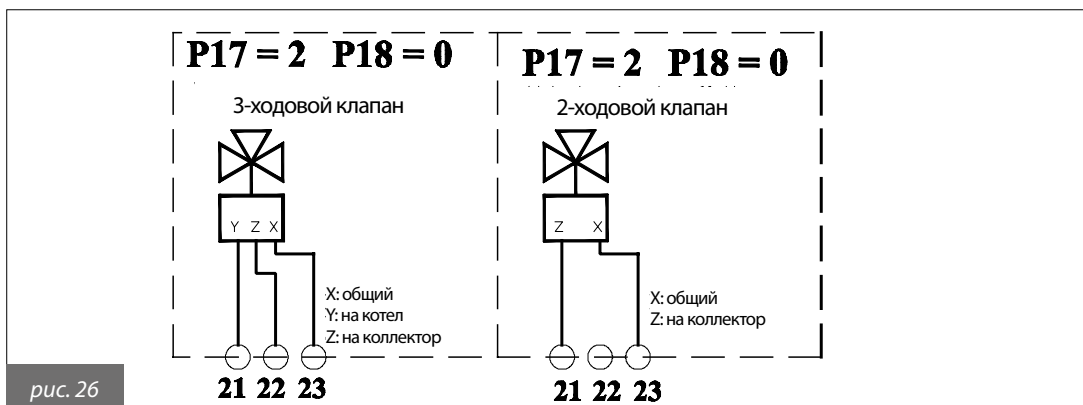 P17 = 2 P18 = 0
3-ходовой клапан
Y Z X
X: общий
Y: на котел
Z: на коллектор
21 22 23
P17 = 2 P18 = 0
2-ходовой клапан
Z X
X: общий
Z: на коллектор
21 22 23
рис. 26